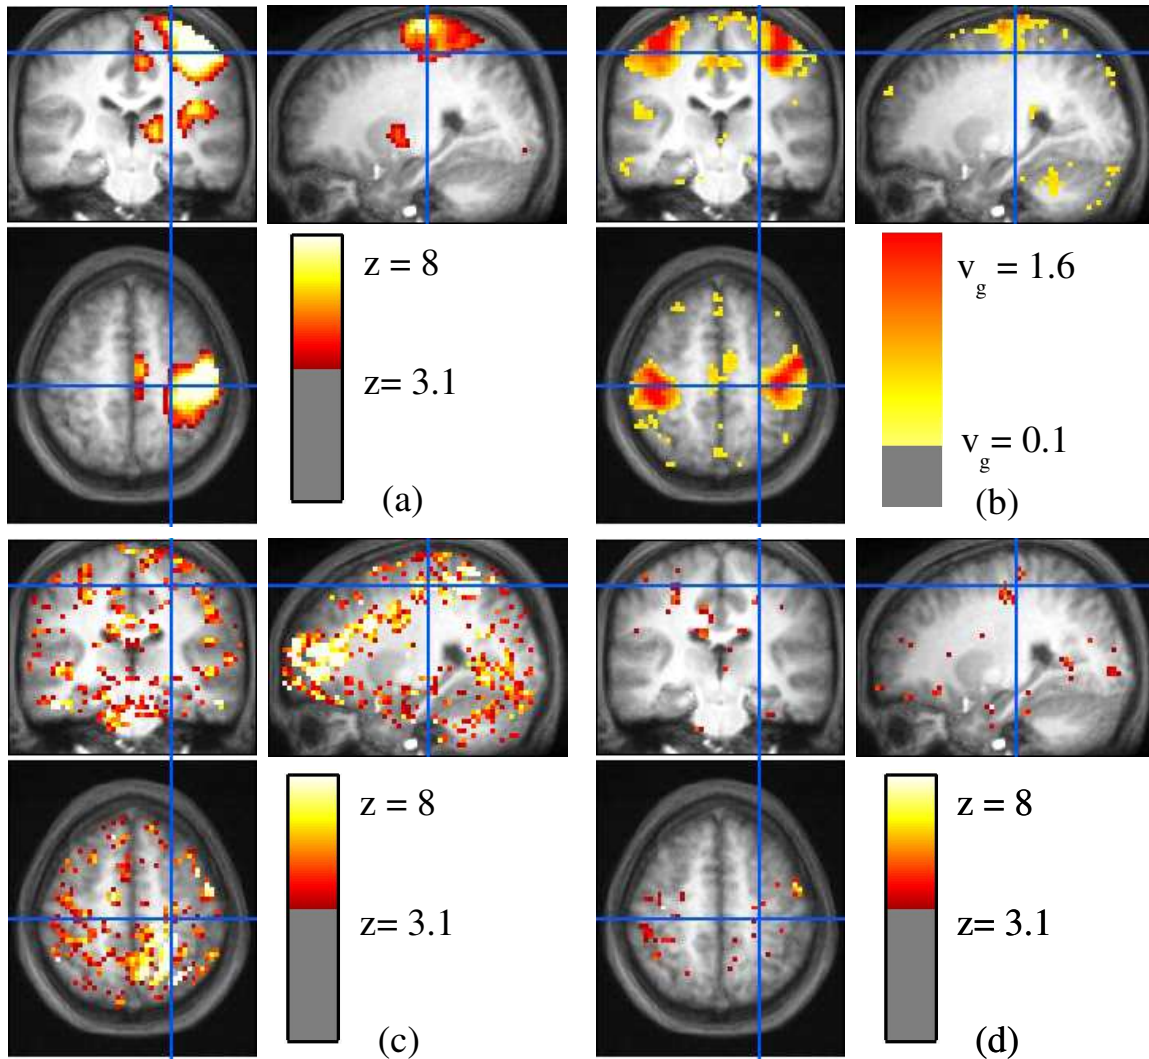 z = 8
z= 3.1
(a)
v_g = 1.6
v_g = 0.1
(b)
z = 8
z= 3.1
(c)
z = 8
z= 3.1
(d)